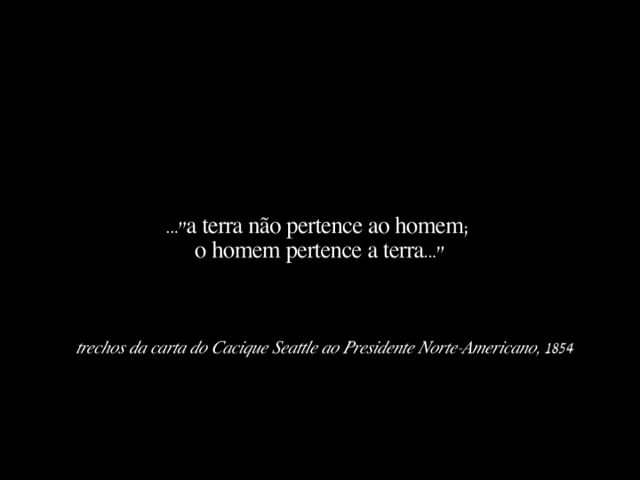 ..."a terra não pertence ao homem;
o homem pertence a terra..."
trechos da carta do Cacique Seattle ao Presidente Norte-Americano, 1854